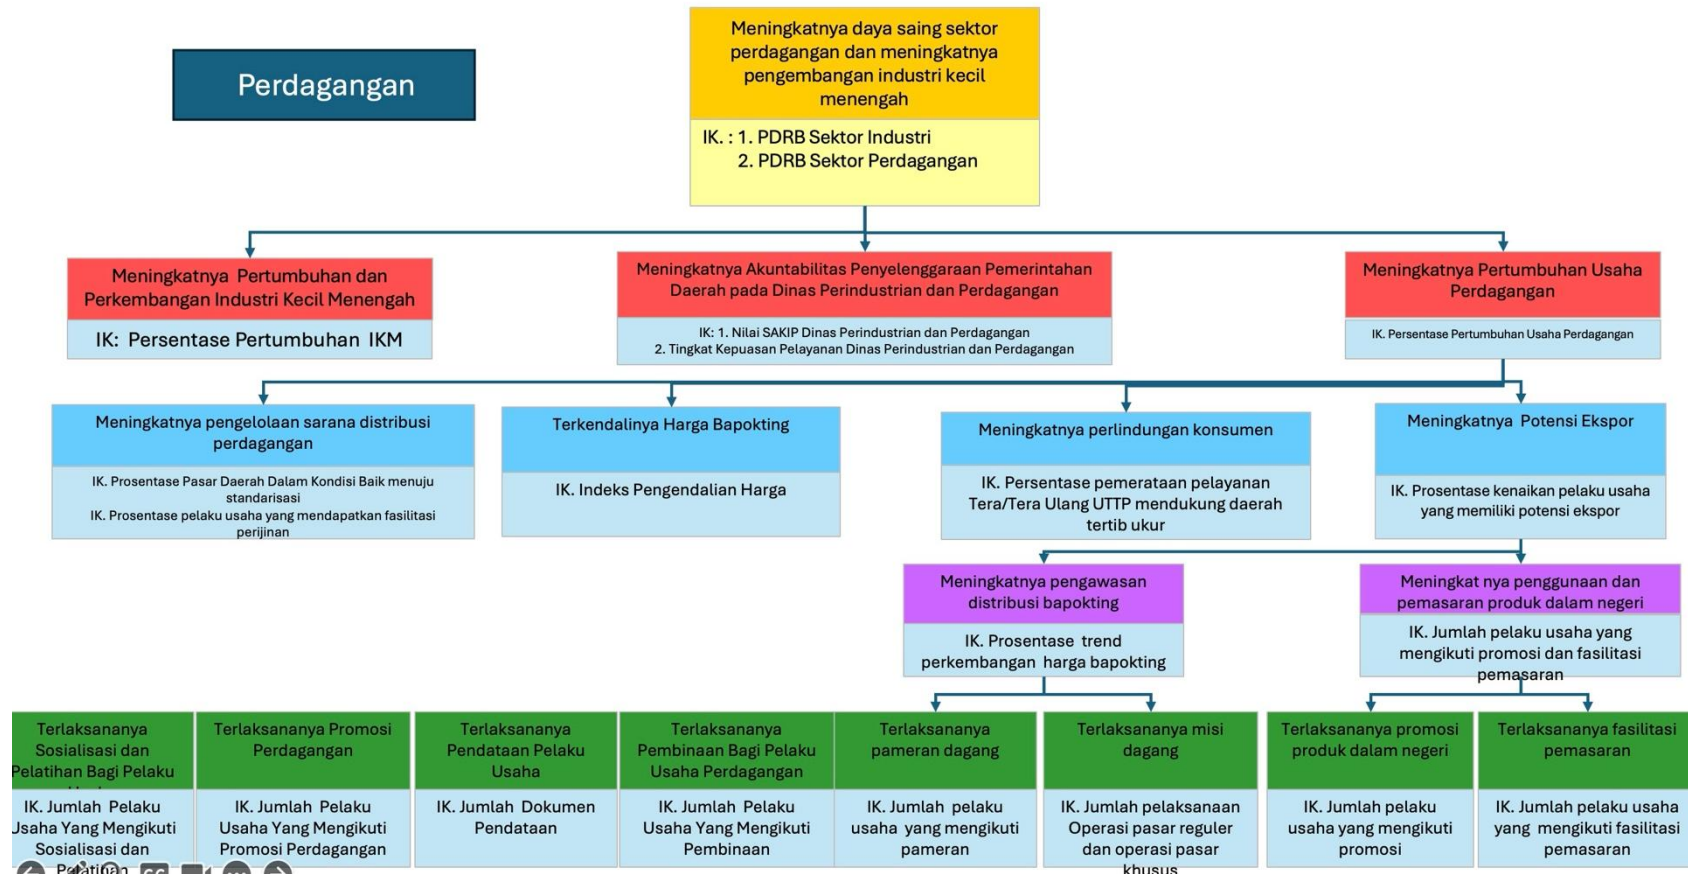 Perdagangan
Meningkatnya daya saing sektor
perdagangan dan meningkatnya
pengembangan industri kecil
menengah
IK. : 1. PDRB Sektor Industri
2. PDRB Sektor Perdagangan
Meningkatnya Pertumbuhan dan
Perkembangan Industri Kecil Menengah
IK: Persentase Pertumbuhan IKM
Meningkatnya Akuntabilitas Penyelenggaraan Pemerintahan
Daerah pada Dinas Perindustrian dan Perdagangan
IK: 1. Nilai SAKIP Dinas Perindustrian dan Perdagangan
2. Tingkat Kepuasan Pelayanan Dinas Perindustrian dan Perdagangan
Meningkatnya Pertumbuhan Usaha
Perdagangan
IK. Persentase Pertumbuhan Usaha Perdagangan
Meningkatnya pengelolaan sarana distribusi
perdagangan
IK. Prosentase Pasar Daerah Dalam Kondisi Baik menuju
standarisasi
IK. Prosentase pelaku usaha yang mendapatkan fasilitasi
perijinan
Terkendalinya Harga Bapokting
IK. Indeks Pengendalian Harga
Meningkatnya perlindungan konsumen
IK. Persentase pemerataan pelayanan
Tera/Tera Ulang UTTP mendukung daerah
tertib ukur
Meningkatnya Potensi Ekspor
IK. Prosentase kenaikan pelaku usaha
yang memiliki potensi ekspor
Meningkatnya pengawasan
distribusi bapokting
IK. Prosentase trend
perkembangan harga bapokting
Meningkat nya penggunaan dan
pemasaran produk dalam negeri
IK. Jumlah pelaku usaha yang
mengikuti promosi dan fasilitasi
pemasaran
Terlaksananya
Sosialisasi dan
Pelatihan Bagi Pelaku
IK. Jumlah Pelaku
Usaha Yang Mengikuti
Sosialisasi dan
Pelatihan
Terlaksananya Promosi
Perdagangan
IK. Jumlah Pelaku
Usaha Yang Mengikuti
Promosi Perdagangan
Terlaksananya
Pendataan Pelaku
Usaha
IK. Jumlah Dokumen
Pendataan
Terlaksananya
Pembinaan Bagi Pelaku
Usaha Perdagangan
IK. Jumlah Pelaku
Usaha Yang Mengikuti
Pembinaan
Terlaksananya
pameran dagang
IK. Jumlah pelaku
usaha yang mengikuti
pameran
Terlaksananya misi
dagang
IK. Jumlah pelaksanaan
Operasi pasar reguler
dan operasi pasar
khusus
Terlaksananya promosi
produk dalam negeri
IK. Jumlah pelaku
usaha yang mengikuti
promosi
Terlaksananya fasilitasi
pemasaran
IK. Jumlah pelaku usaha
yang mengikuti fasilitasi
pemasaran